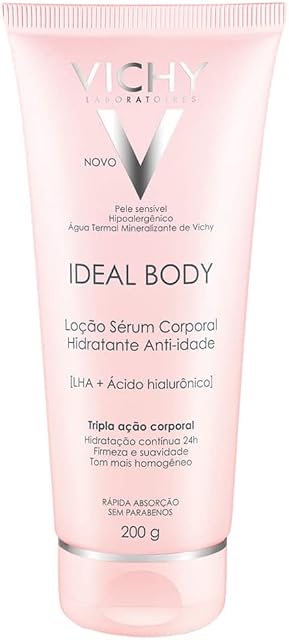 VICHY
LABORATOIRES
NOVO
Pele sensível
Hipoalergênico
Água Termal Mineralizante de Vichy
IDEAL BODY
Loção Sérum Corporal
Hidratante Anti-idade
[LHA + Ácido hialurônico]
Tripla ação corporal
Hidratação contínua 24h
Firmeza e suavidade
Tom mais homogêneo
RÁPIDA ABSORÇÃO
SEM PARABENOS
200 g